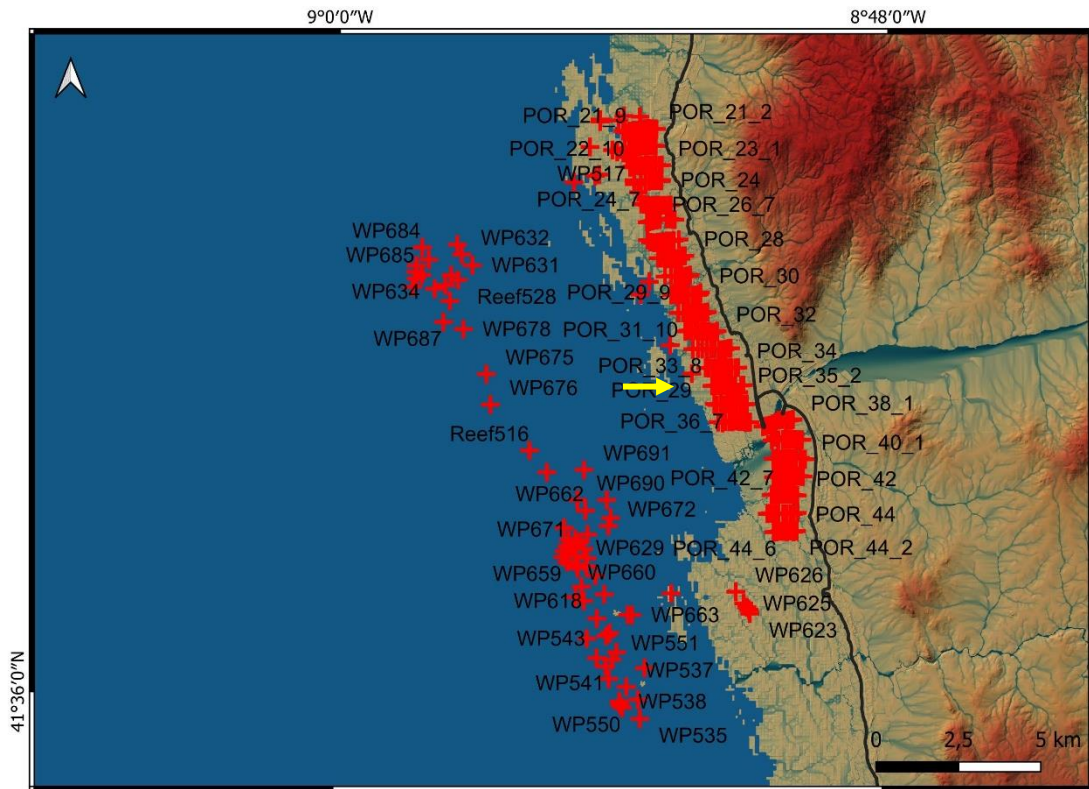 9°0'0"W 8°48'0"W
POR_21_9 POR_21_2
POR_22_10 POR_23_1
WP517 POR_24
POR_24_7 POR_26_7
WP684 WP632 POR_28
WP685 WP631 POR_30
WP634 Reef528 POR_29_9
WP687 WP678 POR_31_10 POR_32
WP675 POR_33_8 POR_34
WP676 POR_29 POR_35_2
Reef516 POR_36_7 POR_38_1
WP691 POR_40_1
WP662 WP690 POR_42_7 POR_42
WP671 WP672 POR_44
WP629 POR_44_6 POR_44_2
WP659 WP660 WP626
WP618 WP663 WP625
WP543 WP551 WP623
WP541 WP537
41°36'0"N
WP550 WP538
WP535
0 2,5 5 km